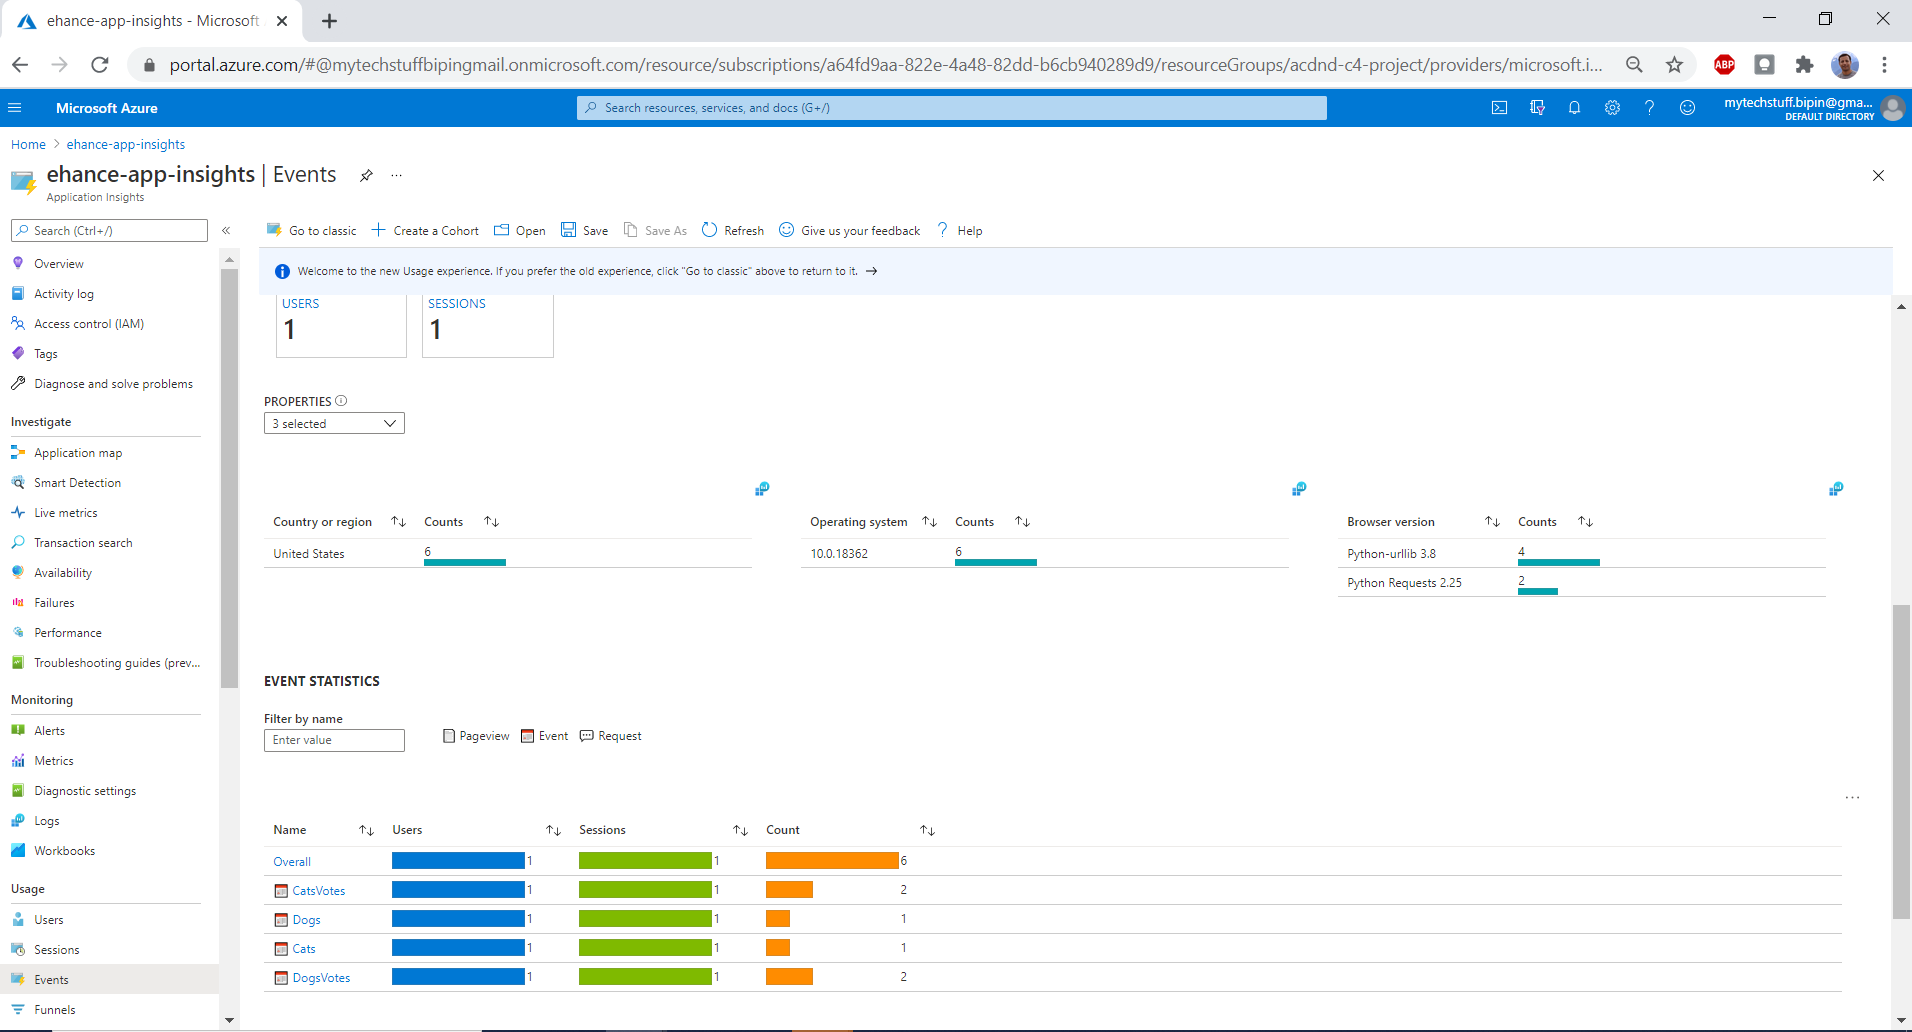 ehance-app-insights - Microsoft
portal.azure.com/#@mytechstuffbipingmail.onmicrosoft.com/resource/subscriptions/a64fd9aa-822e-4a48-82dd-b6cb940289d9/resourceGroups/acdnd-c4-project/providers/microsoft.i...
ABP
Microsoft Azure
Search resources, services, and docs (G+/)
mytechstuff.bipin@gma...
DEFAULT DIRECTORY
Home > ehance-app-insights
ehance-app-insights | Events
Application Insights
Search (Ctrl+/)
Go to classic
Create a Cohort
Open
Save
Save As
Refresh
Give us your feedback
Help
Welcome to the new Usage experience. If you prefer the old experience, click "Go to classic" above to return to it. →
Overview
Activity log
Access control (IAM)
Tags
Diagnose and solve problems
Investigate
Application map
Smart Detection
Live metrics
Transaction search
Availability
Failures
Performance
Troubleshooting guides (prev...
Monitoring
Alerts
Metrics
Diagnostic settings
Logs
Workbooks
Usage
Users
Sessions
Events
Funnels
USERS
1
SESSIONS
1
PROPERTIES
3 selected
Country or region Counts
United States 6
Operating system Counts
10.0.18362 6
Browser version Counts
Python-urllib 3.8 4
Python Requests 2.25 2
EVENT STATISTICS
Filter by name
Enter value
Pageview Event Request
Name Users Sessions Count
Overall 1 1 6
CatsVotes 1 1 2
Dogs 1 1 1
Cats 1 1 1
DogsVotes 1 1 2